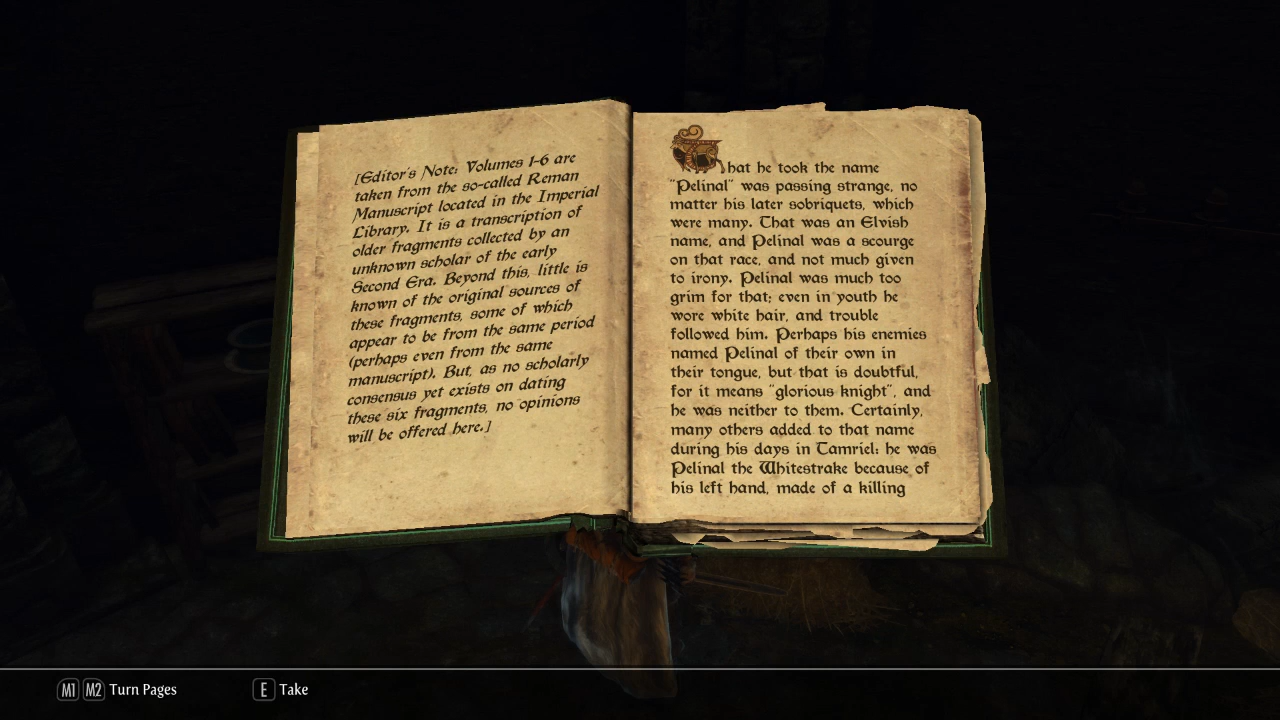 [Editor's Note: Volumes 1-6 are
taken from the so-called Reman
Manuscript located in the Imperial
Library. It is a transcription of
older fragments collected by an
unknown scholar of the early
Second Era. Beyond this, little is
known of the original sources of
these fragments, some of which
appear to be from the same period
(perhaps even from the same
manuscript). But, as no scholarly
consensus yet exists on dating
these six fragments, no opinions
will be offered here.]
That he took the name
"Pelinal" was passing strange, no
matter his later sobriquets, which
were many. That was an Elvish
name, and Pelinal was a scourge
on that race, and not much given
to irony. Pelinal was much too
grim for that; even in youth he
wore white hair, and trouble
followed him. Perhaps his enemies
named Pelinal of their own in
their tongue, but that is doubtful,
for it means "glorious knight", and
he was neither to them. Certainly,
many others added to that name
during his days in Tamriel: he was
Pelinal the Whitestrake because of
his left hand, made of a killing
M1 M2 Turn Pages
E Take